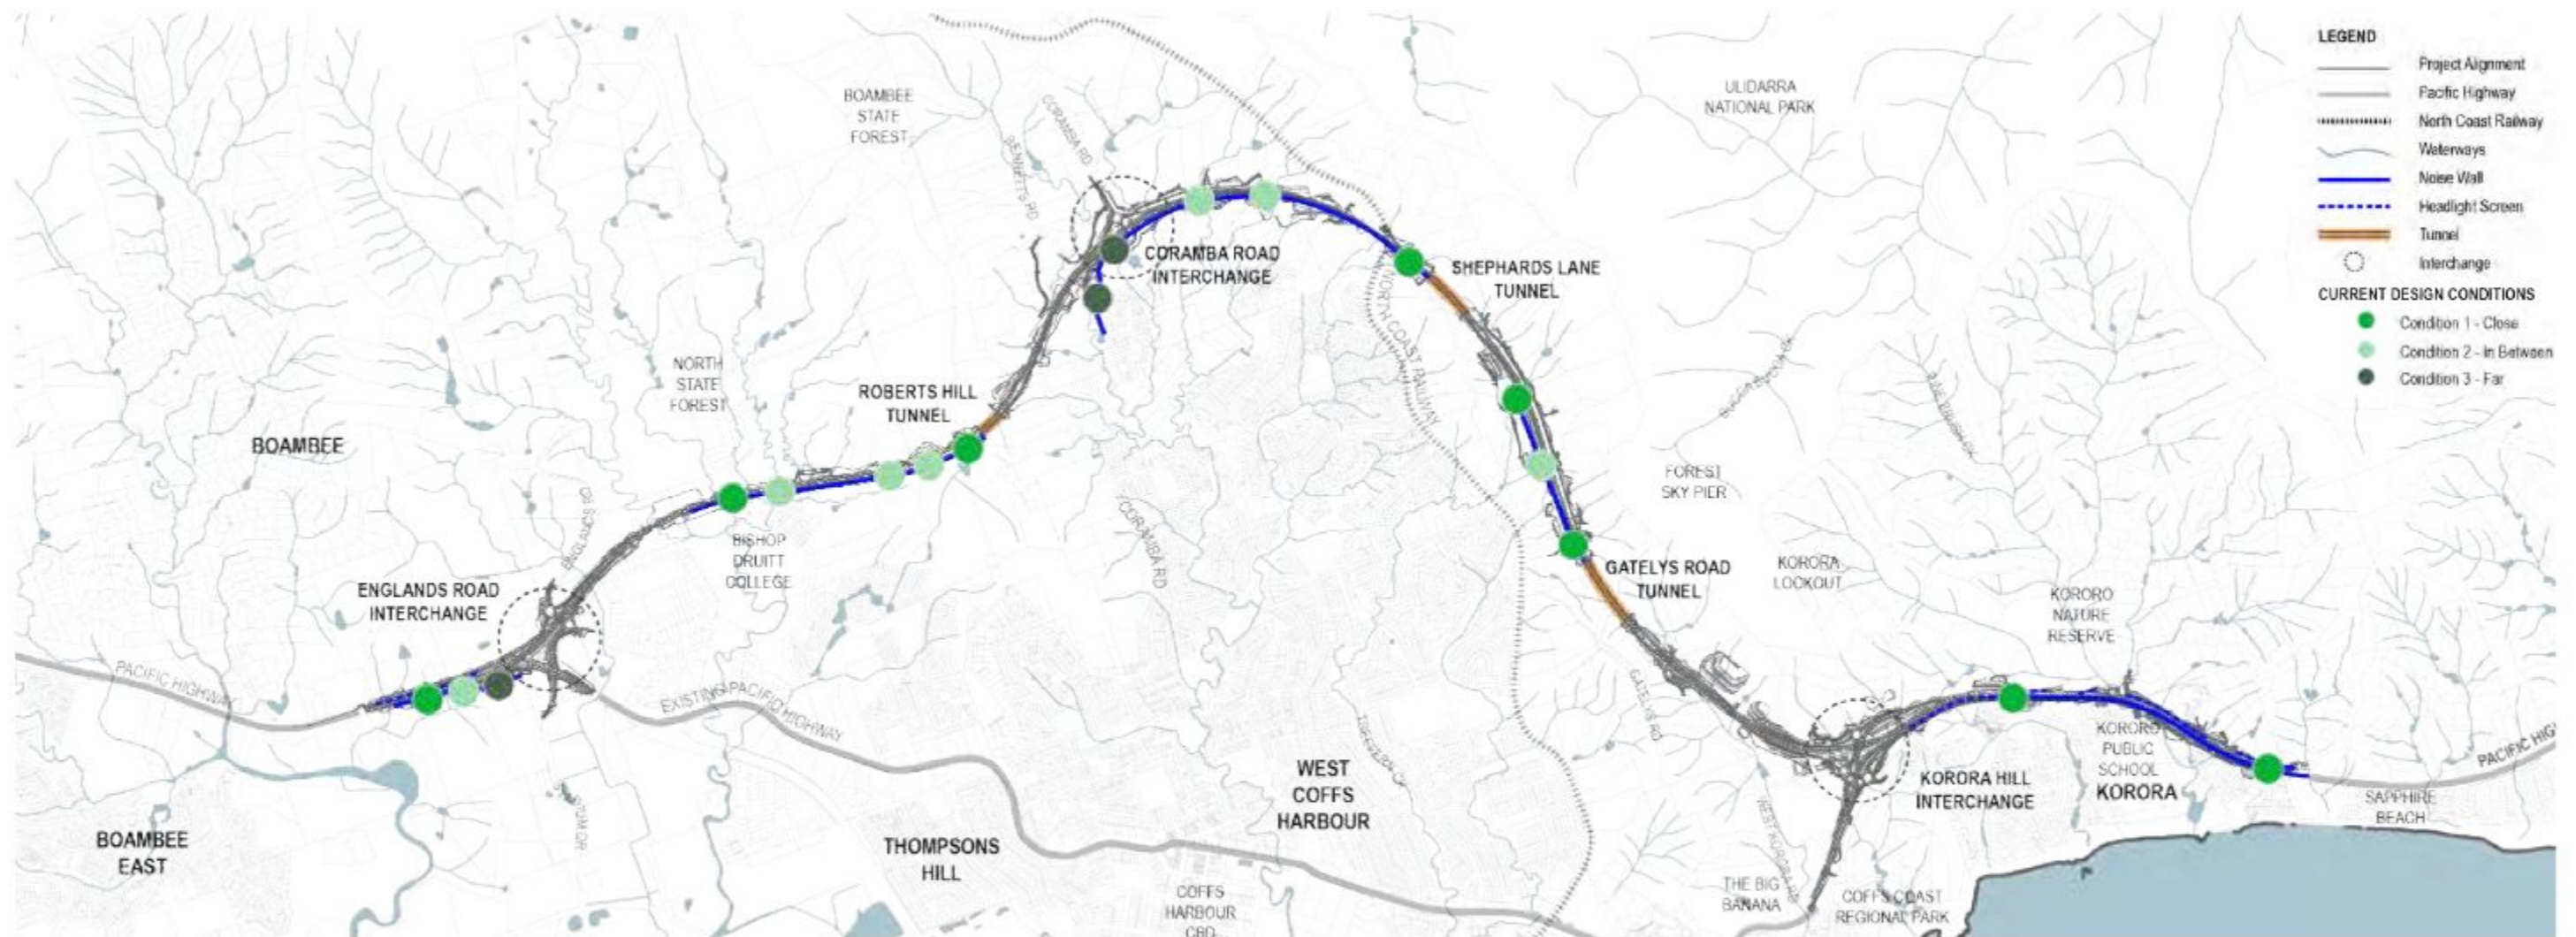 LEGEND
Project Alignment
Pacific Highway
North Coast Railway
Waterways
Noise Wall
Headlight Screen
Tunnel
Interchange
CURRENT DESIGN CONDITIONS
Condition 1 - Close
Condition 2 - In Between
Condition 3 - Far
BOAMBEE
STATE
FOREST
CORAMBA RD
BENNETTS RD
ULIDARRA
NATIONAL PARK
CORAMBA ROAD
INTERCHANGE
SHEPHARDS LANE
TUNNEL
NORTH COAST RAILWAY
NORTH
STATE
FOREST
ROBERTS HILL
TUNNEL
BOAMBEE
FOREST
SKY PIER
ENGLANDS RD
BISHOP
DRUITT
COLLEGE
CORAMBA RD
GATELYS ROAD
TUNNEL
KORORA
LOOKOUT
KORORO
NATURE
RESERVE
ENGLANDS ROAD
INTERCHANGE
PACIFIC HIGHWAY
EXISTING PACIFIC HIGHWAY
GATELYS RD
KORORO
PUBLIC
SCHOOL
KORORA
KORORA HILL
INTERCHANGE
PACIFIC HIG
SAPPHIRE
BEACH
WEST
COFFS
HARBOUR
WEST KORORA RD
BOAMBEE
EAST
THOMPSONS
HILL
COFFS
HARBOUR
CBD
THE BIG
BANANA
COFFS COAST
REGIONAL PARK